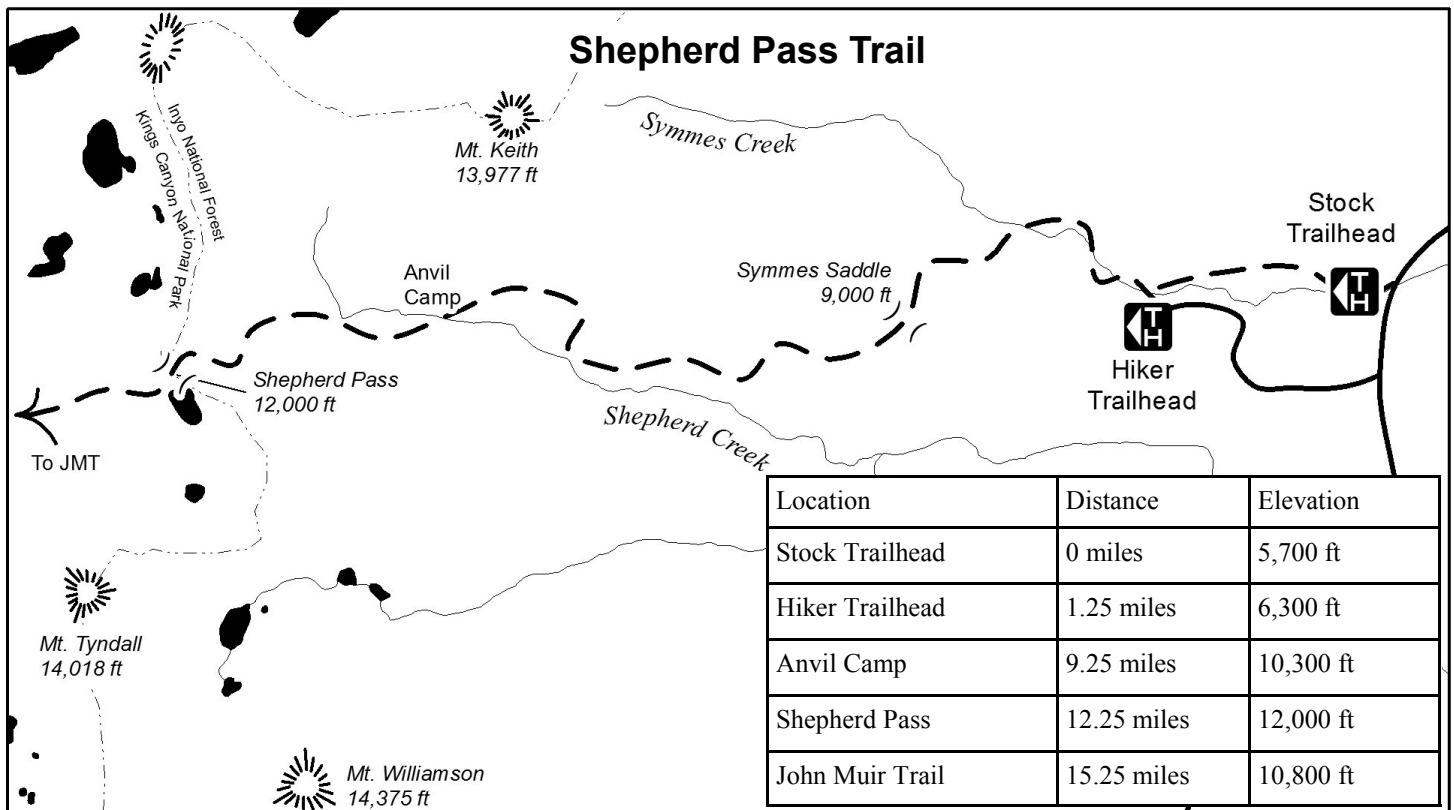 Shepherd Pass Trail
Symmes Creek
Mt. Keith
13,977 ft
Inyo National Forest
Kings Canyon National Park
Stock
Trailhead
TH
Anvil
Camp
Symmes Saddle
9,000 ft
TH
Hiker
Trailhead
Shepherd Pass
12,000 ft
Shepherd Creek
To JMT
Mt. Tyndall
14,018 ft
Mt. Williamson
14,375 ft
Location Distance Elevation
Stock Trailhead 0 miles 5,700 ft
Hiker Trailhead 1.25 miles 6,300 ft
Anvil Camp 9.25 miles 10,300 ft
Shepherd Pass 12.25 miles 12,000 ft
John Muir Trail 15.25 miles 10,800 ft